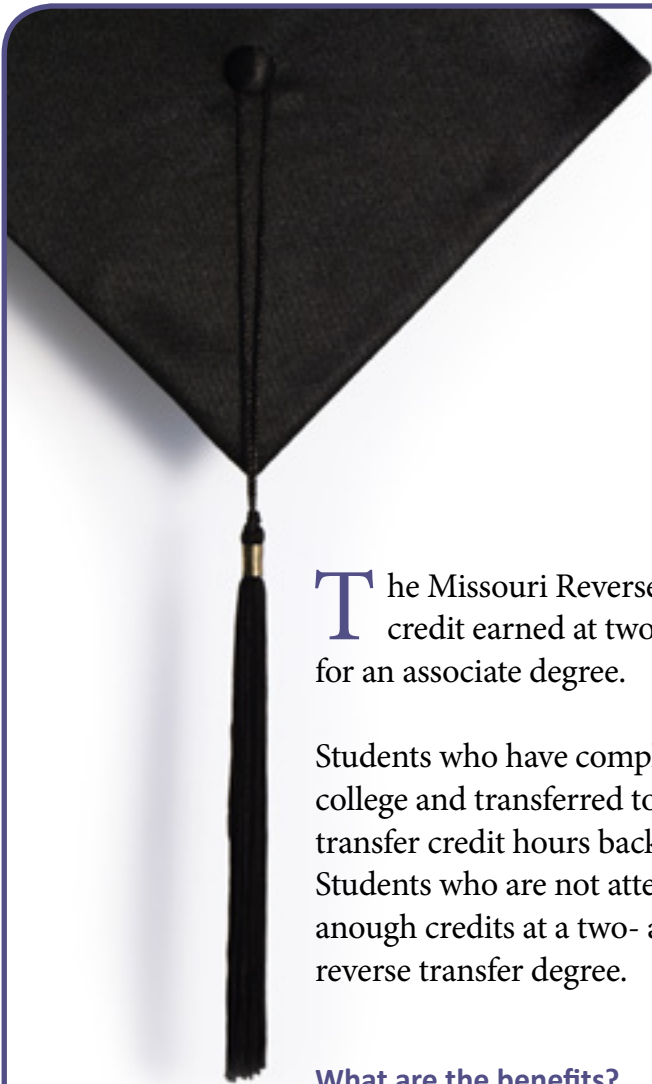 The Missouri Reverse
credit earned at two
for an associate degree.
Students who have comp
college and transferred to
transfer credit hours back
Students who are not atte
anough credits at a two- a
reverse transfer degree.
What are the benefits?